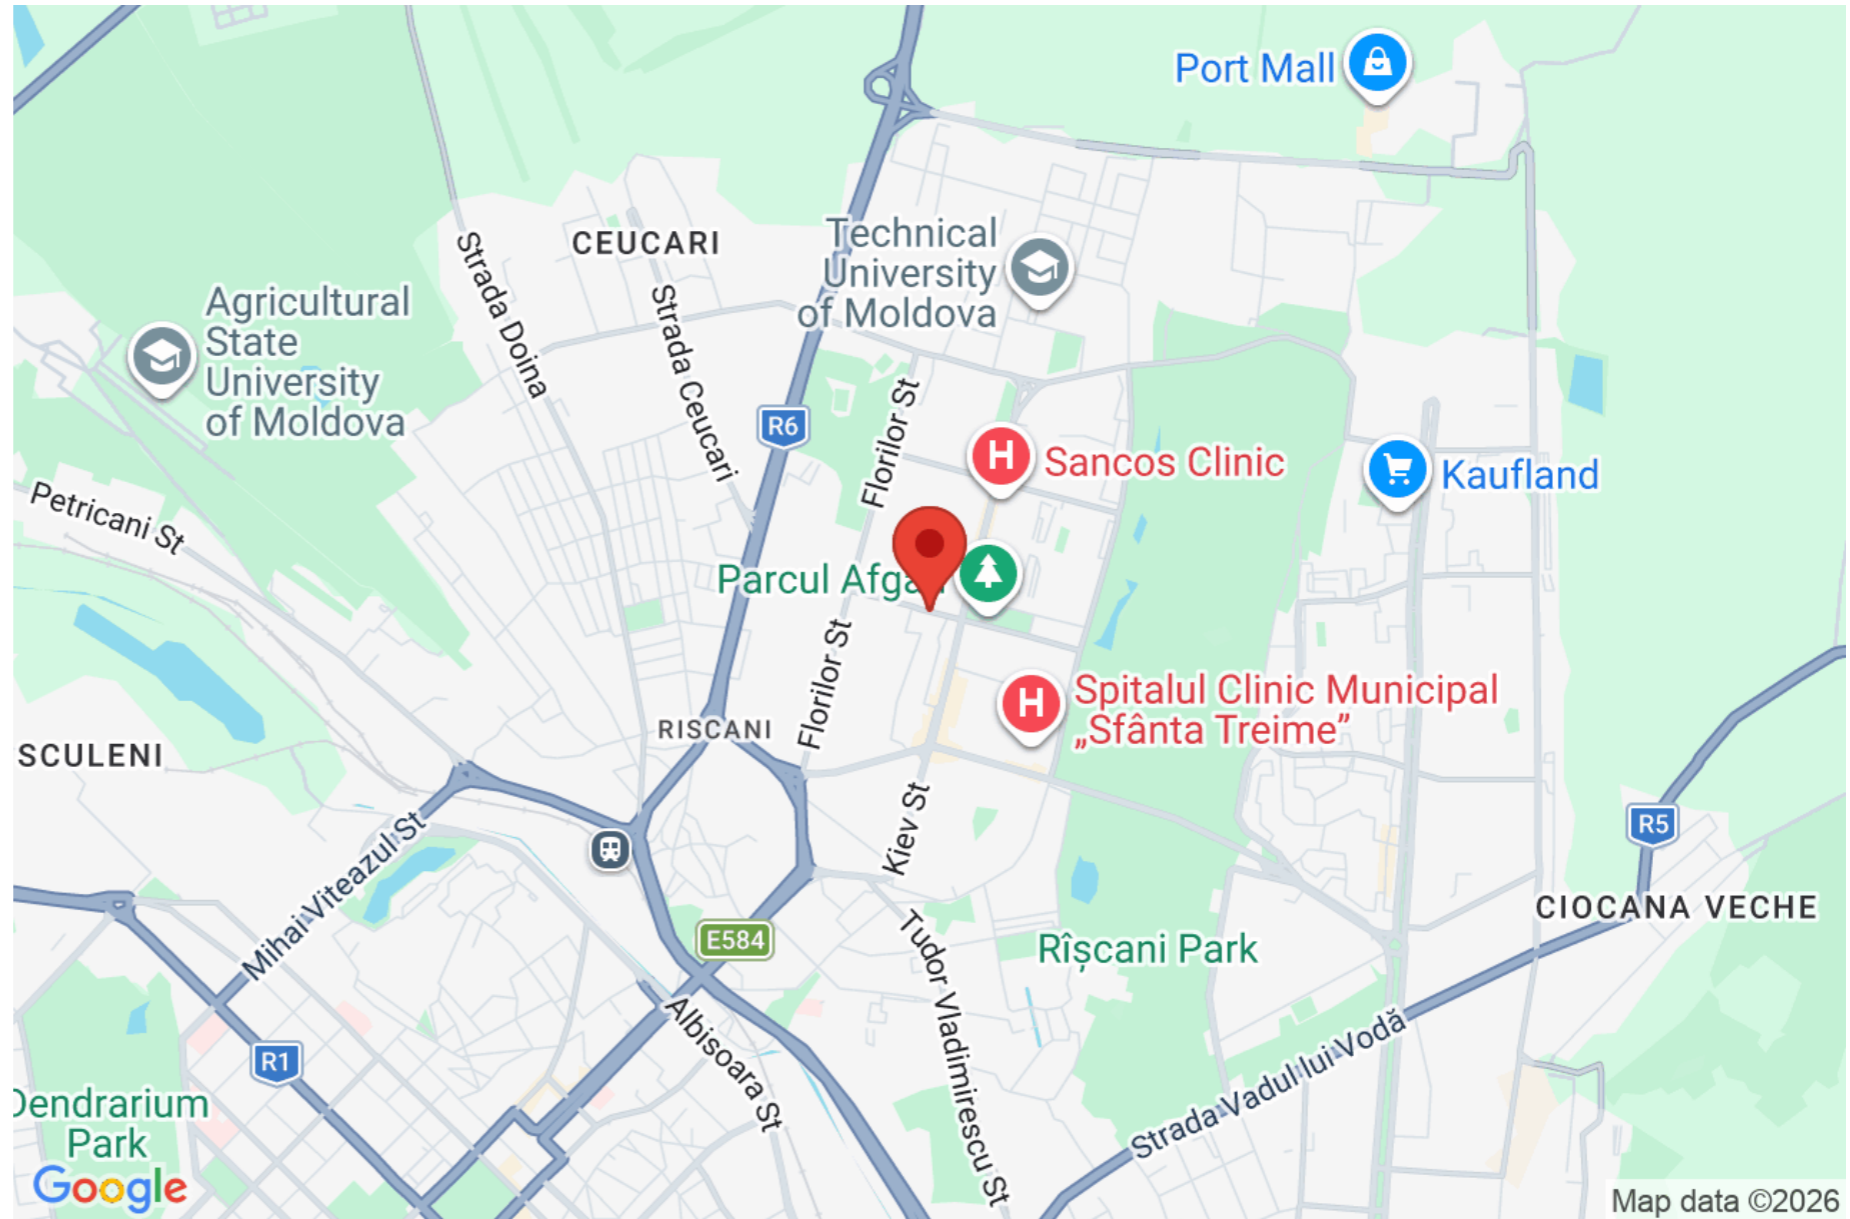 Port Mall
Technical
University
of Moldova
CEUCARI
Strada Doina
Strada Ceucari
Agricultural
State
University
of Moldova
R6
Florilor St
Sancos Clinic
Kaufland
Petricani St
Parcul Afga
Florilor St
Spitalul Clinic Municipal
„Sfânta Treime”
RISCANI
SCULENI
Mihai Viteazul St
Kiev St
R5
CIOCANA VECHE
E584
Rîșcani Park
Tudor Vladimirescu St
Albisoara St
Strada Vadul lui Vodă
R1
Dendrarium
Park
Google
Map data ©2026